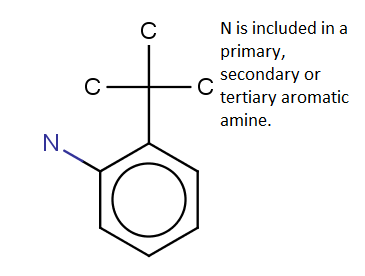 C
N is included in a
primary,
secondary or
tertiary aromatic
amine.
C
C
N